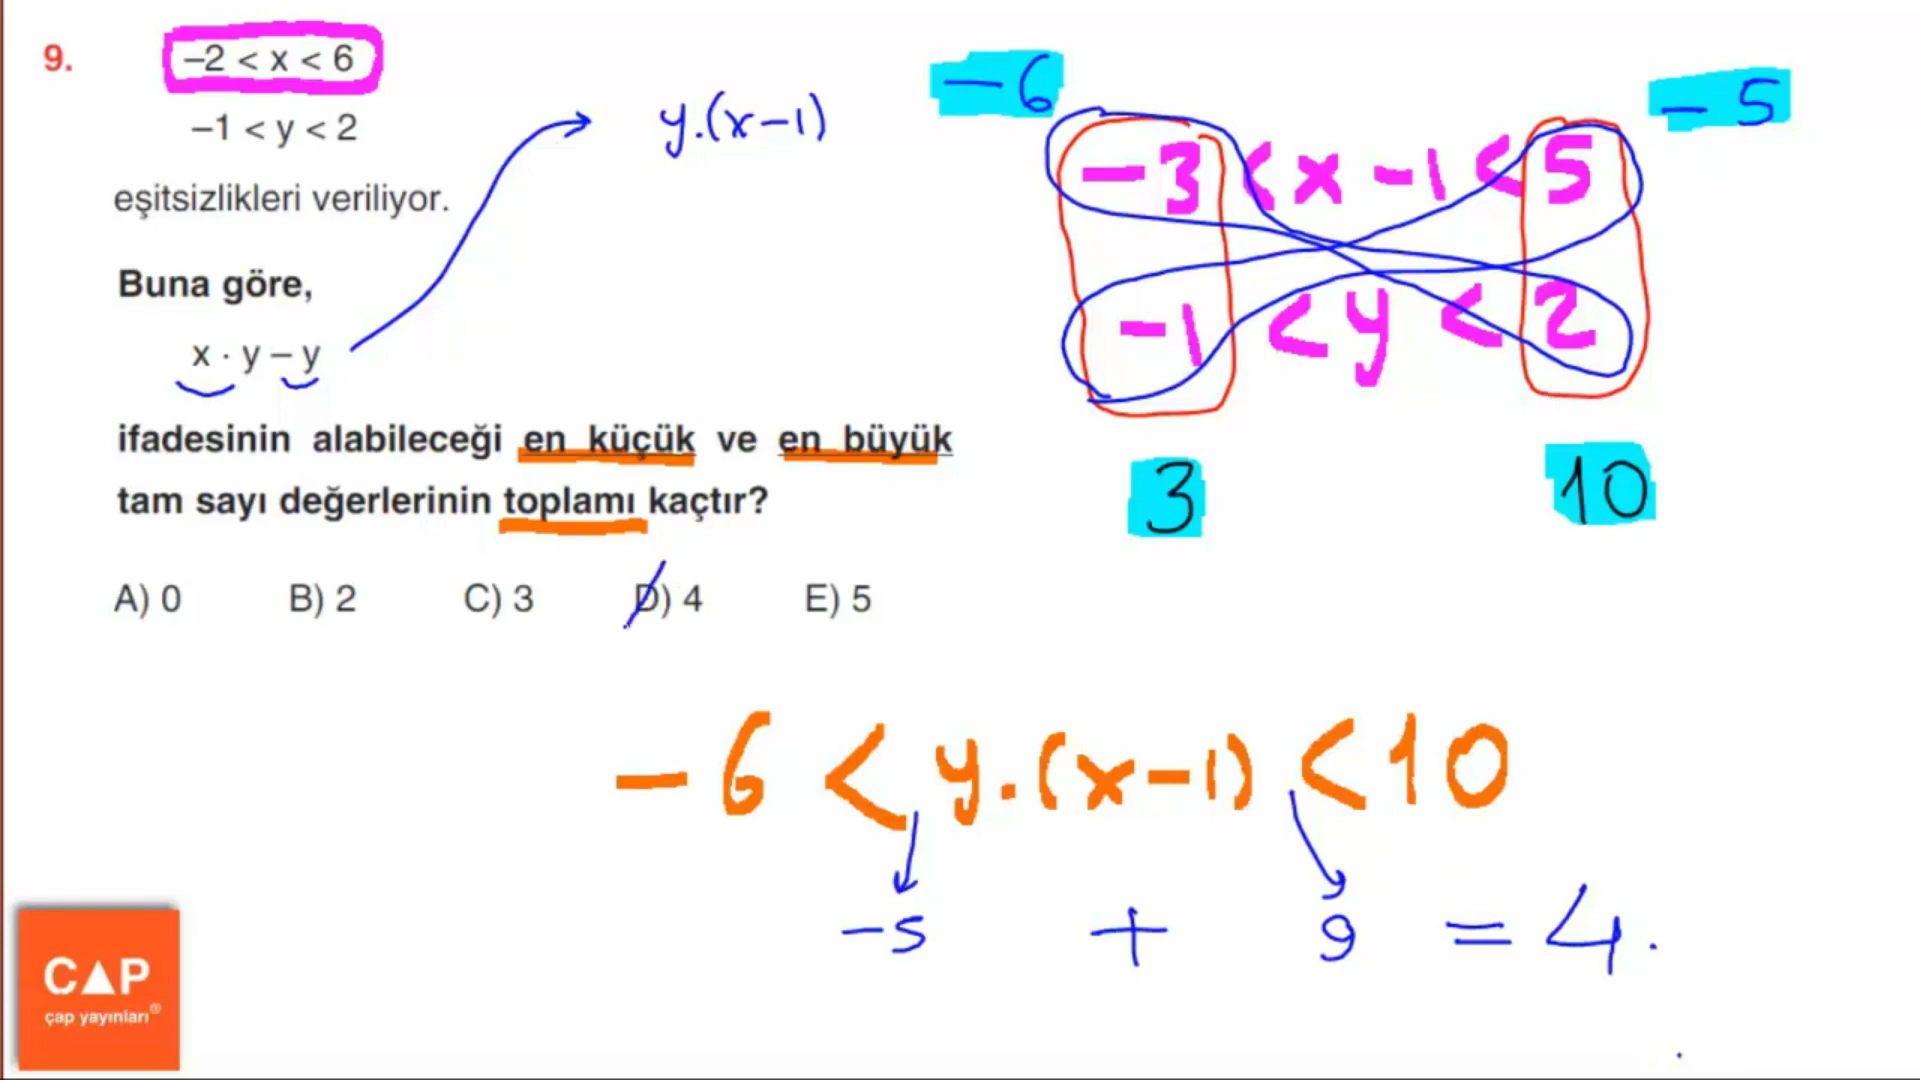 9. –2 < x < 6
–1 < y < 2
eşitsizlikleri veriliyor.
Buna göre,
x · y – y
ifadesinin alabileceği en küçük ve en büyük
tam sayı değerlerinin toplamı kaçtır?
A) 0 B) 2 C) 3 D) 4 E) 5
y.(x-1)
-6
-5
-3 < x-1 < 5
-1 < y < 2
3
10
-6 < y.(x-1) < 10
-5 + 9 = 4.
CAP
çap yayınları®